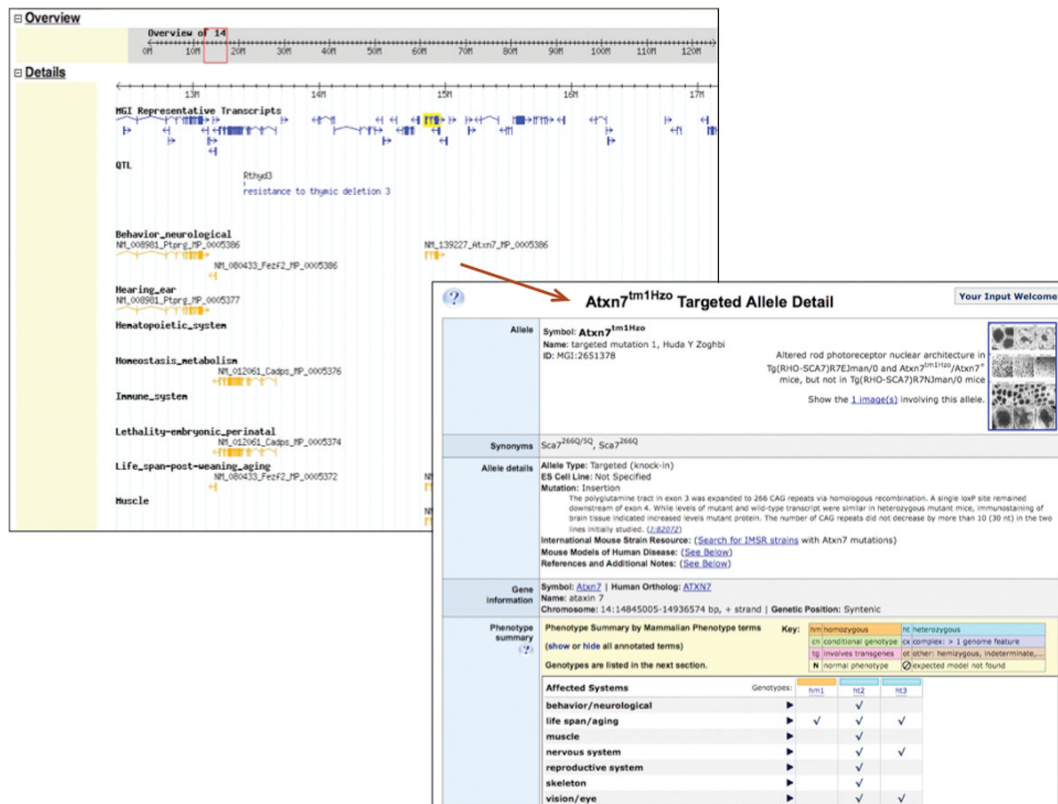 Overview
Overview of 14
0M 10M 20M 30M 40M 50M 60M 70M 80M 90M 100M 110M 120M
Details
13M 14M 15M 16M 17M
MGI Representative Transcripts
QTL
Rthyd3
resistance to thymic deletion 3
Behavior_neurological
NM_008981_Ptprg_MP_0005386
NM_139227_Atxn7_MP_0005386
NM_080433_Fezf2_MP_0005386
Hearing_ear
NM_008981_Ptprg_MP_0005377
Hematopoietic_system
Homeostasis_metabolism
NM_012061_Cadps_MP_0005376
Immune_system
Lethality-embryonic_perinatal
NM_012061_Cadps_MP_0005374
Life_span-post-weaning_aging
NM_080433_Fezf2_MP_0005372
Muscle
?
Atxn7tm1Hzo Targeted Allele Detail
Your Input Welcome
Allele
Symbol: Atxn7tm1Hzo
Name: targeted mutation 1, Huda Y Zoghbi
ID: MGI:2651378
Altered rod photoreceptor nuclear architecture in
Tg(RHO-SCA7)R7EJman/0 and Atxn7tm1Hzo/Atxn7+
mice, but not in Tg(RHO-SCA7)R7NJman/0 mice
Show the 1 image(s) involving this allele.
Synonyms
Sca7266Q/5Q, Sca7266Q
Allele details
Allele Type: Targeted (knock-in)
ES Cell Line: Not Specified
Mutation: Insertion
The polyglutamine tract in exon 3 was expanded to 266 CAG repeats via homologous recombination. A single loxP site remained
downstream of exon 4. While levels of mutant and wild-type transcript were similar in heterozygous mutant mice, immunostaining of
brain tissue indicated increased levels mutant protein. The number of CAG repeats did not decrease by more than 10 (30 nt) in the two
lines initially studied. (J:82072)
International Mouse Strain Resource: (Search for IMSR strains with Atxn7 mutations)
Mouse Models of Human Disease: (See Below)
References and Additional Notes: (See Below)
Gene
information
Symbol: Atxn7 | Human Ortholog: ATXN7
Name: ataxin 7
Chromosome: 14:14845005-14936574 bp, + strand | Genetic Position: Syntenic
Phenotype
summary
?
Phenotype Summary by Mammalian Phenotype terms
(show or hide all annotated terms)
Genotypes are listed in the next section.
Key: hm homozygous ht heterozygous
cn conditional genotype cx complex: > 1 genome feature
tg involves transgenes ot other: hemizygous, indeterminate,...
N normal phenotype expected model not found
Affected Systems Genotypes: hm1 ht2 ht3
behavior/neurological
life span/aging
muscle
nervous system
reproductive system
skeleton
vision/eye